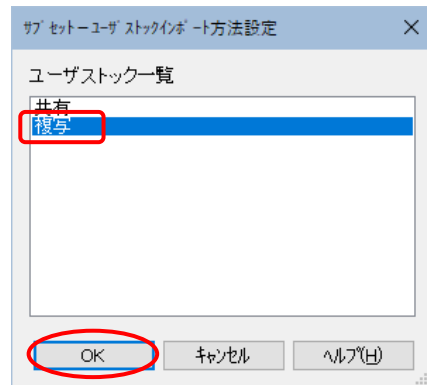 サブセットーユーザストックインポート方法設定
ユーザストック一覧
共有
複写
OK
キャンセル
ヘルプ(H)